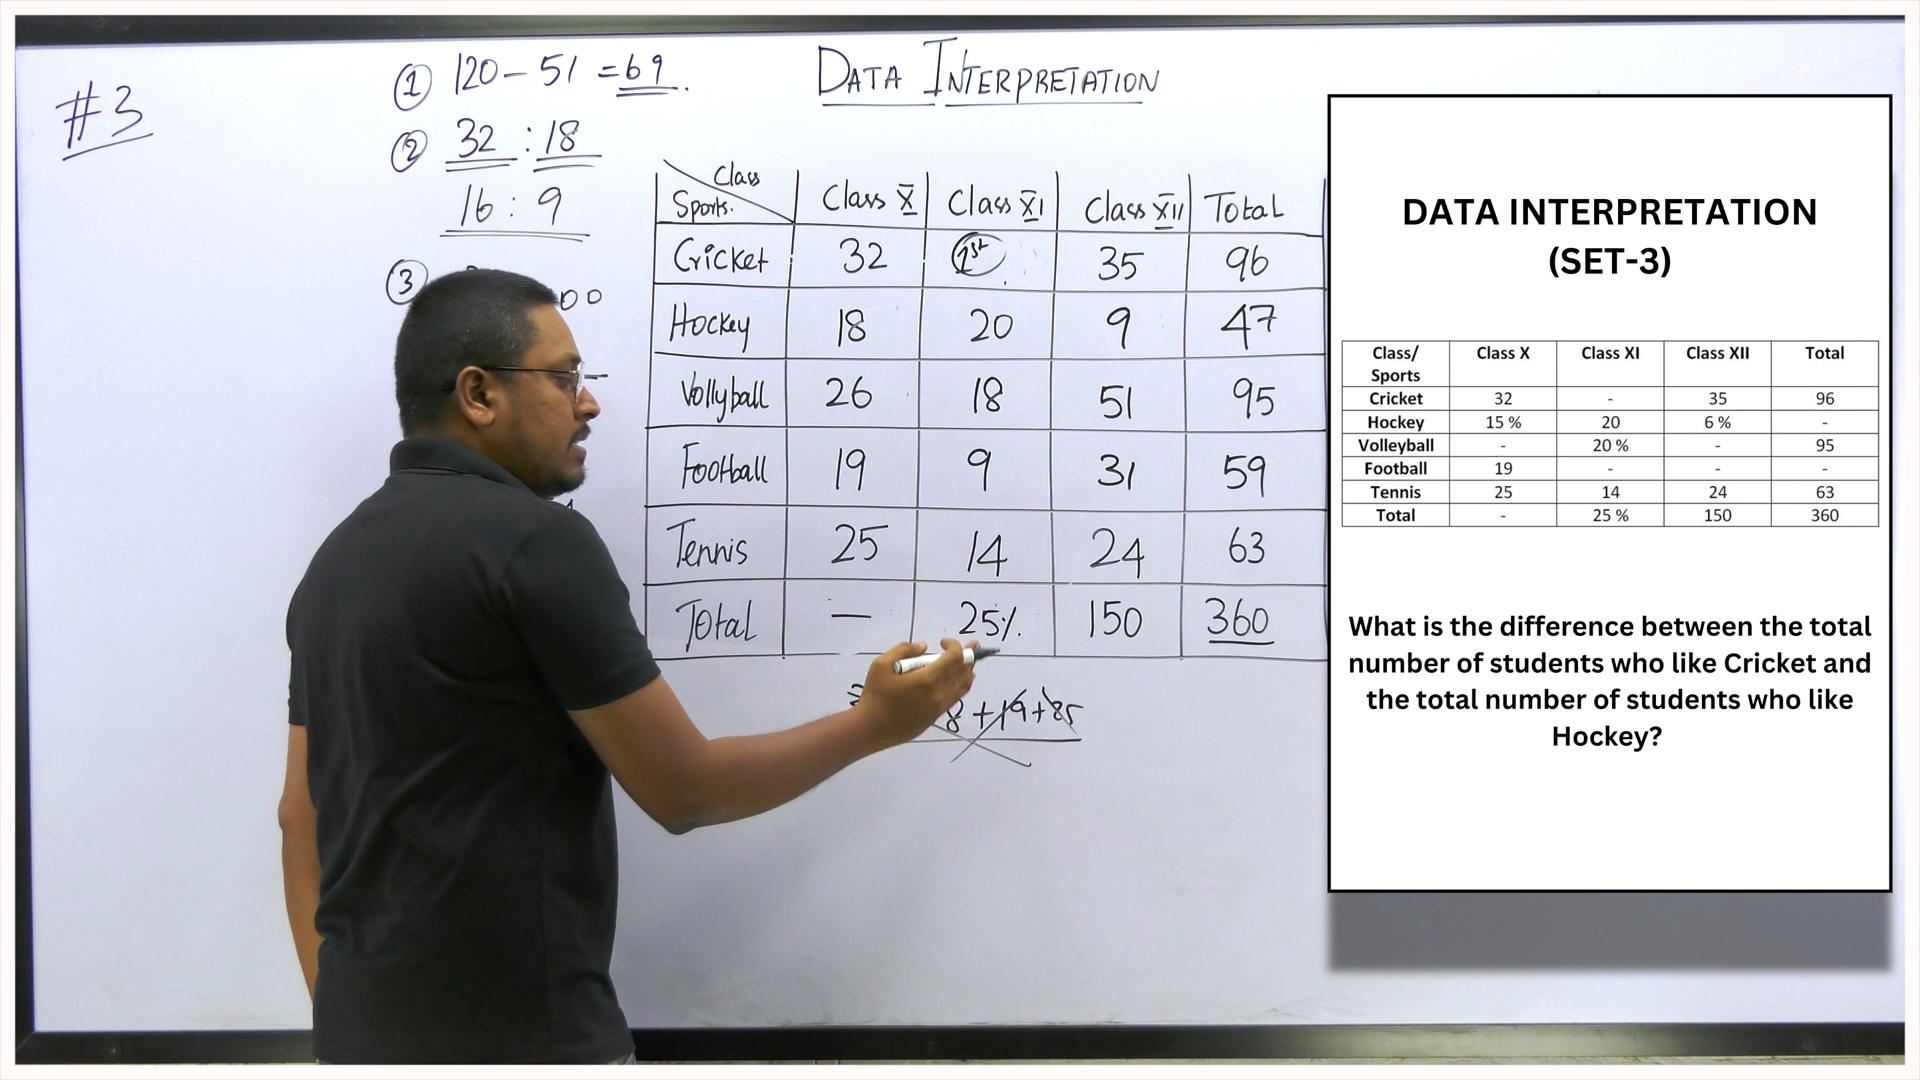 #3
① 120 - 51 = 69.
② 32 : 18
16 : 9
③
00
DATA INTERPRETATION
Class
Sports. Class X Class XI Class XII Total
Cricket 32 1st 35 96
Hockey 18 20 9 47
Vollyball 26 18 51 95
Football 19 9 31 59
Tennis 25 14 24 63
Total — 25%. 150 360
8 + 19 + 25
DATA INTERPRETATION
(SET-3)
Class/ Class X Class XI Class XII Total
Sports
Cricket 32 - 35 96
Hockey 15 % 20 6 % -
Volleyball - 20 % - 95
Football 19 - - -
Tennis 25 14 24 63
Total - 25 % 150 360
What is the difference between the total
number of students who like Cricket and
the total number of students who like
Hockey?